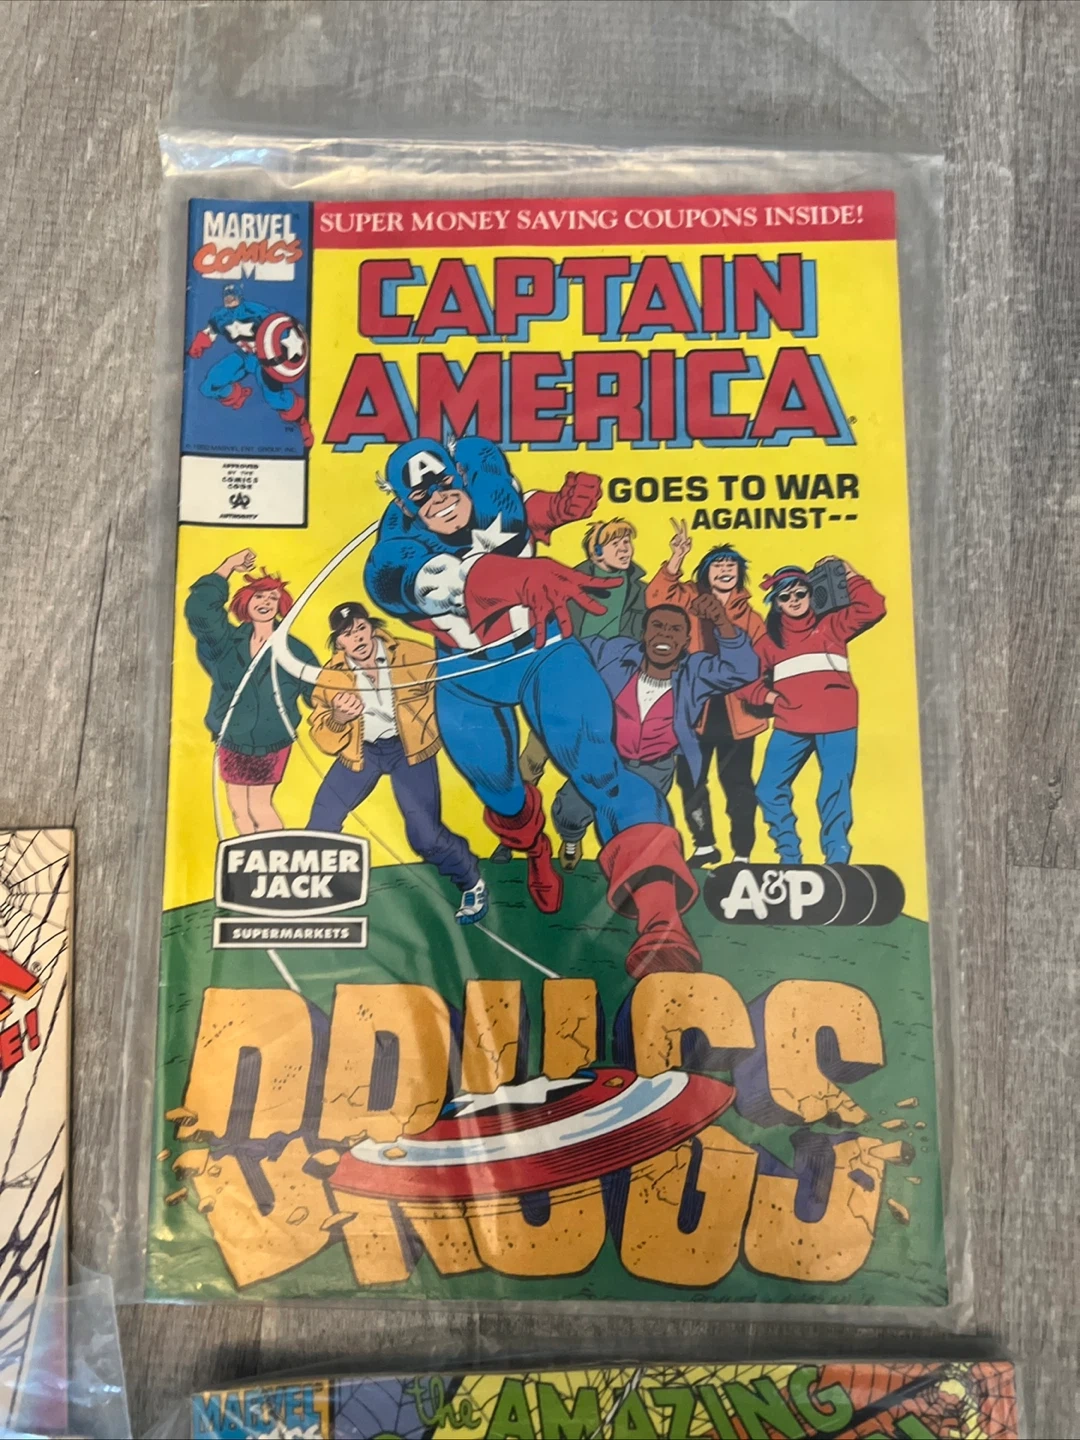 MARVEL
COMICS
SUPER MONEY SAVING COUPONS INSIDE!
CAPTAIN
AMERICA
APPROVED
BY THE
COMICS
CODE
CA
AUTHORITY
GOES TO WAR
AGAINST--
A
F
FARMER
JACK
SUPERMARKETS
A&P
DRUGS
E!
MARVEL
the AMAZING